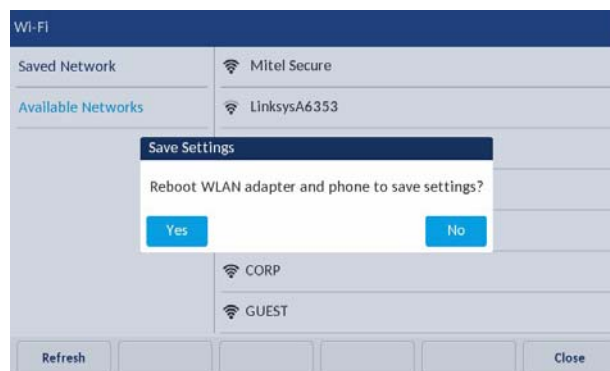 Wi-Fi
Saved Network
Mitel Secure
Available Networks
LinksysA6353
Save Settings
Reboot WLAN adapter and phone to save settings?
Yes
No
CORP
GUEST
Refresh
Close